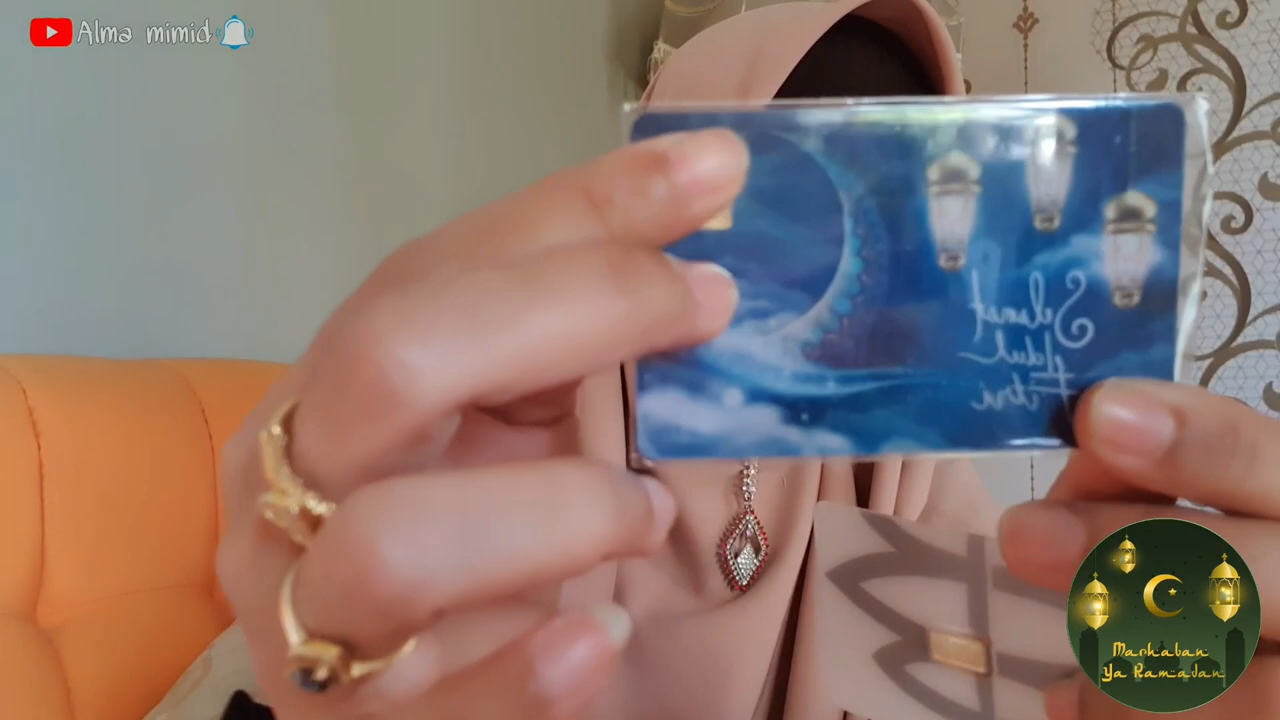 Alma mimid
Selamat
Idul
Fitri
Marhaban
Ya Ramadan